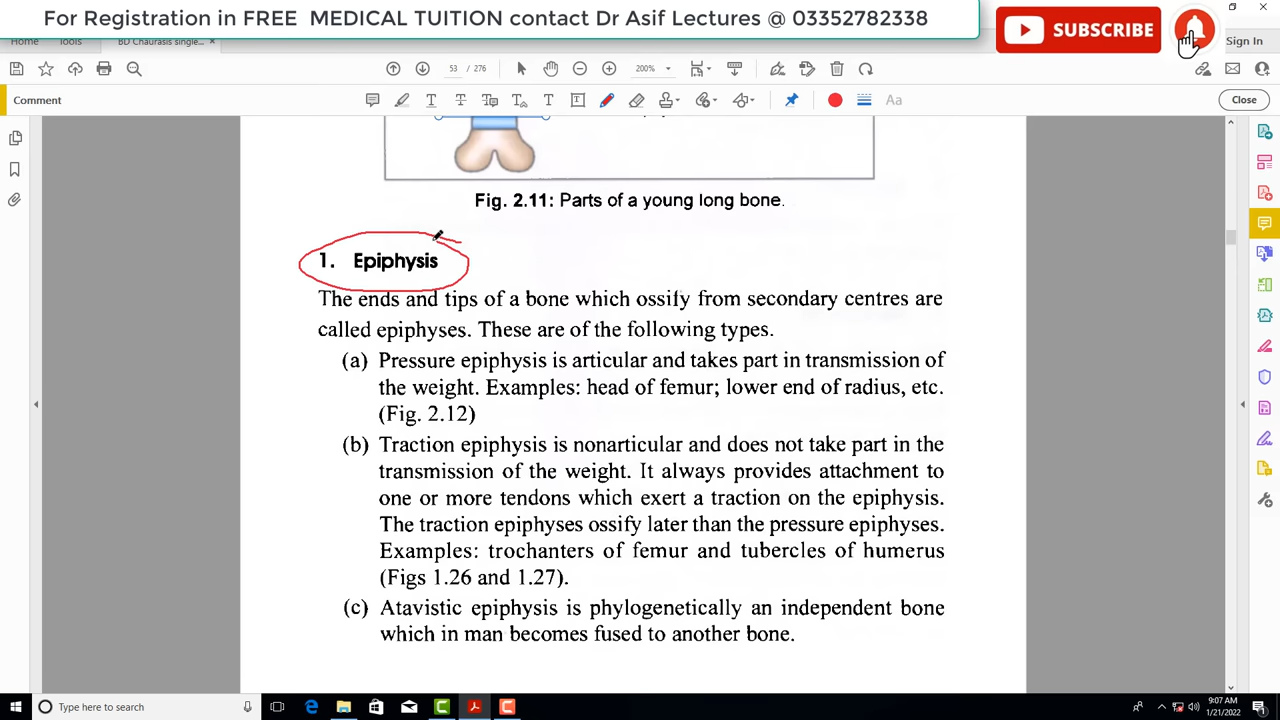 For Registration in FREE MEDICAL TUITION contact Dr Asif Lectures @ 03352782338
SUBSCRIBE
Home Tools BD Chaurasis single... × Sign In
53 / 276 200%
Comment Aa Close
Fig. 2.11: Parts of a young long bone.
1. Epiphysis
The ends and tips of a bone which ossify from secondary centres are
called epiphyses. These are of the following types.
(a) Pressure epiphysis is articular and takes part in transmission of
the weight. Examples: head of femur; lower end of radius, etc.
(Fig. 2.12)
(b) Traction epiphysis is nonarticular and does not take part in the
transmission of the weight. It always provides attachment to
one or more tendons which exert a traction on the epiphysis.
The traction epiphyses ossify later than the pressure epiphyses.
Examples: trochanters of femur and tubercles of humerus
(Figs 1.26 and 1.27).
(c) Atavistic epiphysis is phylogenetically an independent bone
which in man becomes fused to another bone.
Type here to search
9:07 AM
1/21/2022